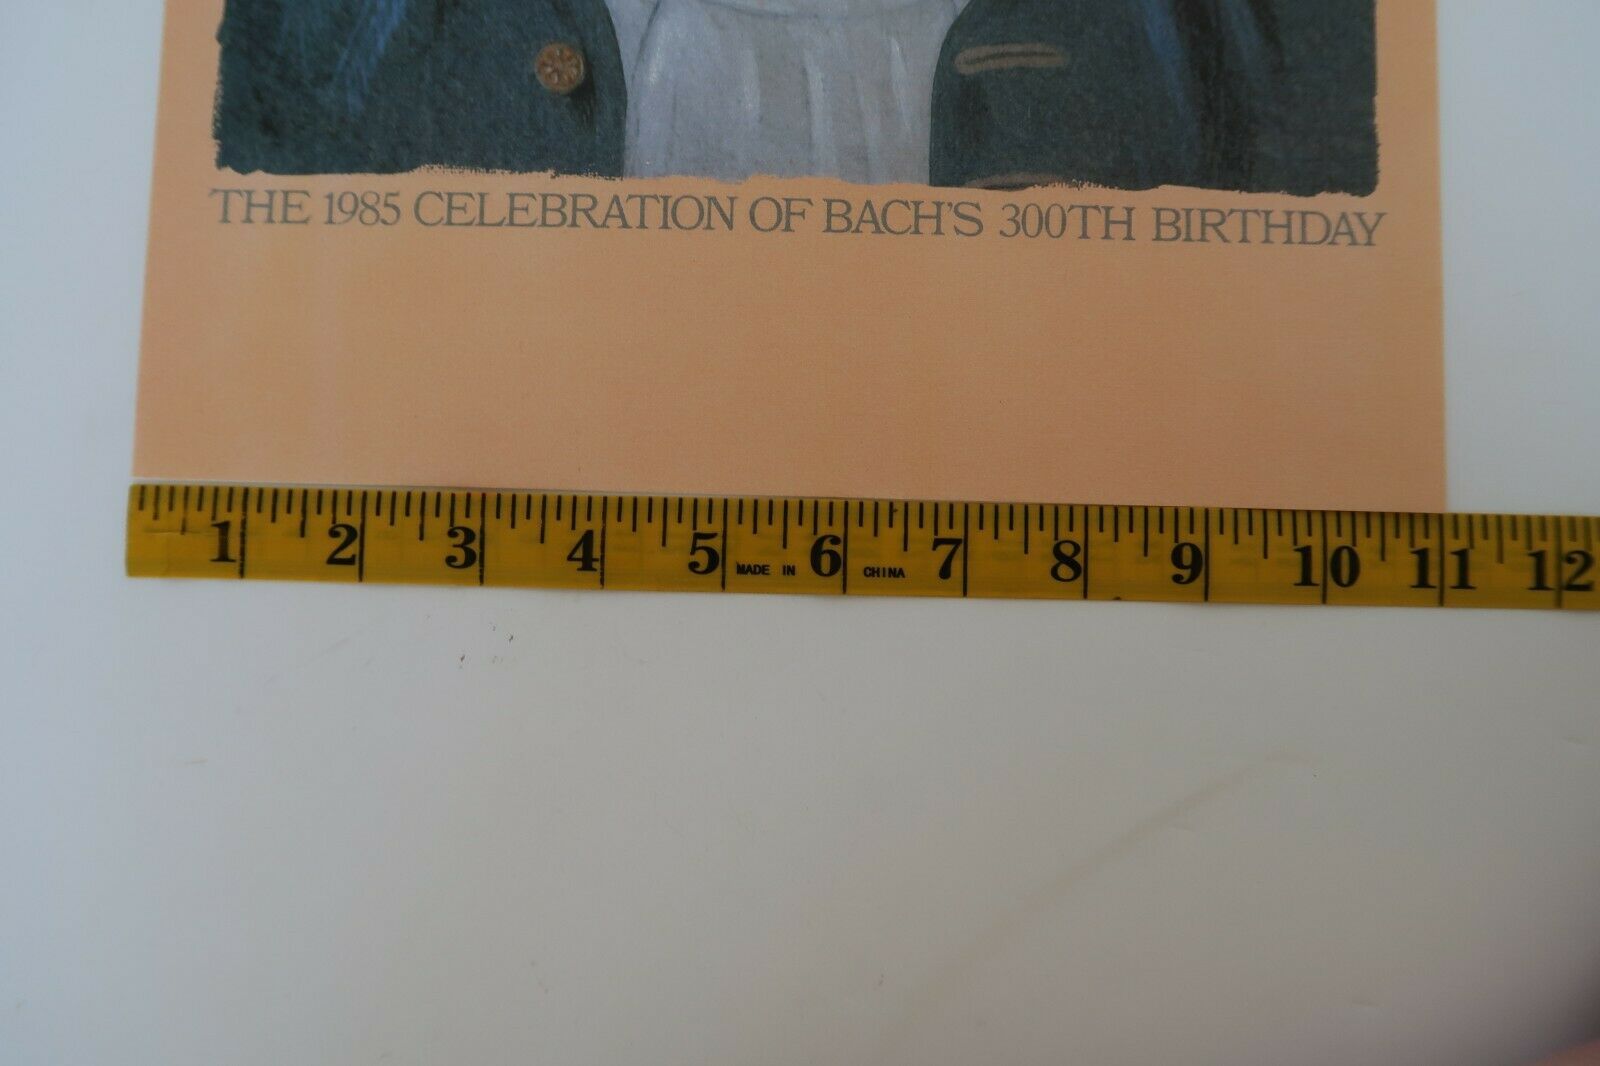 THE 1985 CELEBRATION OF BACH'S 300TH BIRTHDAY
1 2 3 4 5 MADE IN 6 CHINA 7 8 9 10 11 12